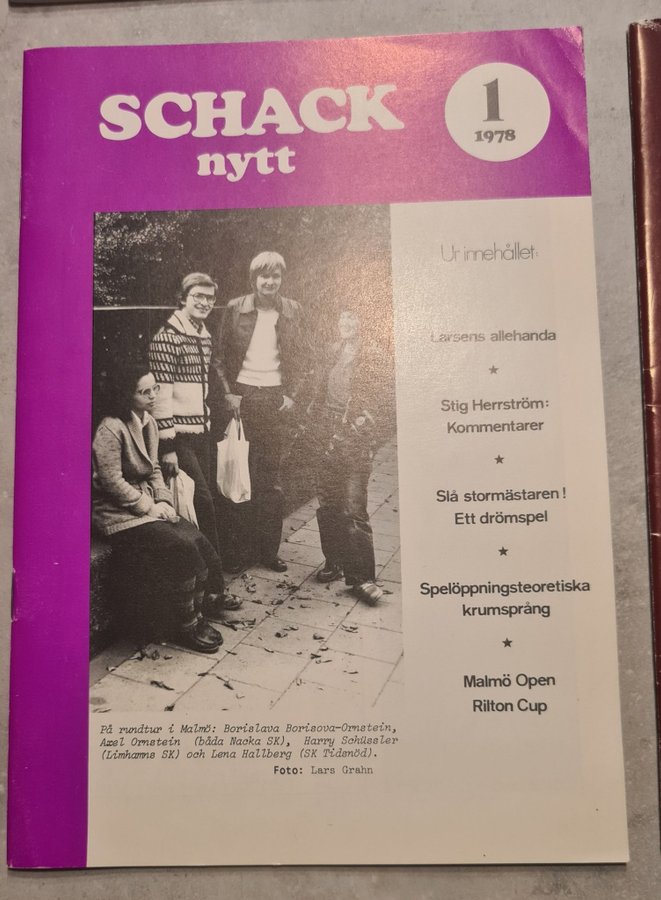 SCHACK
nytt
1
1978
Ur innehållet:
Larsens allehanda
★
Stig Herrström:
Kommentarer
★
Slå stormästaren!
Ett drömspel
★
Spelöppningsteoretiska
krumsprång
★
Malmö Open
Rilton Cup
På rundtur i Malmö: Borislava Borisova-Ornstein,
Axel Ornstein (båda Nacka SK), Harry Schüssler
(Limhamns SK) och Lena Hallberg (SK Tidsnöd).
Foto: Lars Grahn